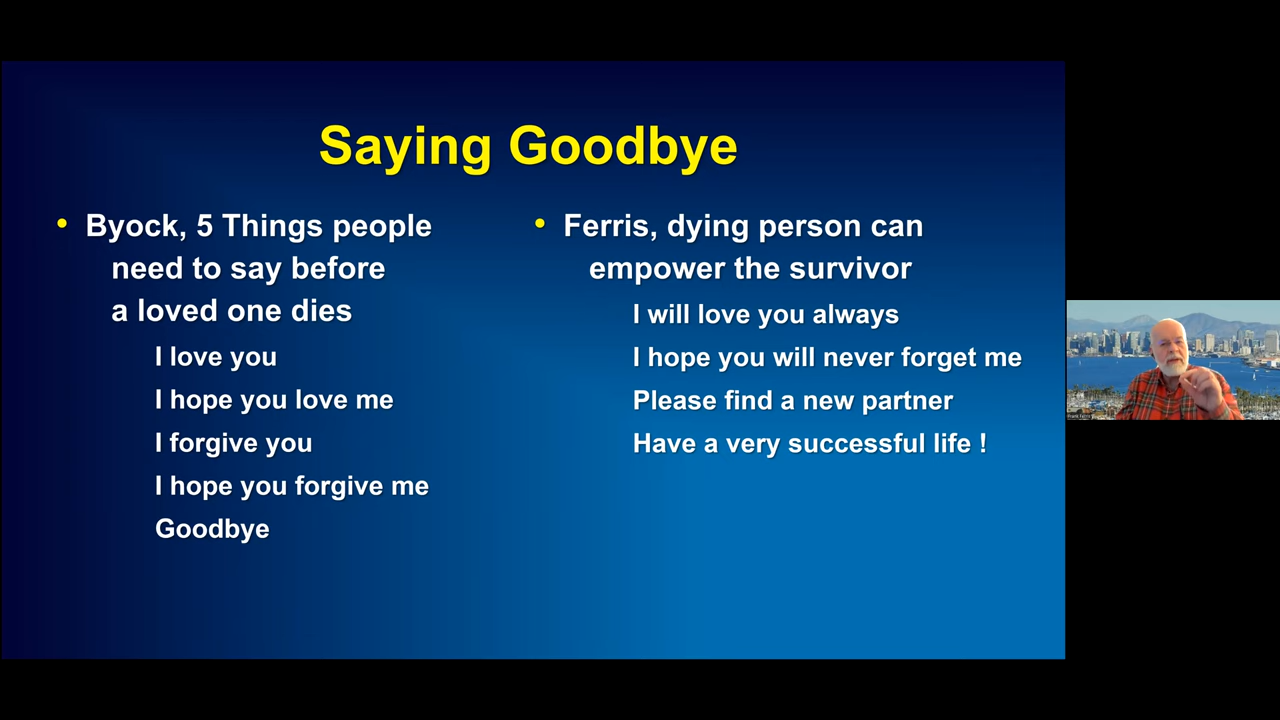 Saying Goodbye
• Byock, 5 Things people
need to say before
a loved one dies
I love you
I hope you love me
I forgive you
I hope you forgive me
Goodbye
• Ferris, dying person can
empower the survivor
I will love you always
I hope you will never forget me
Please find a new partner
Have a very successful life !
Frank Ferris